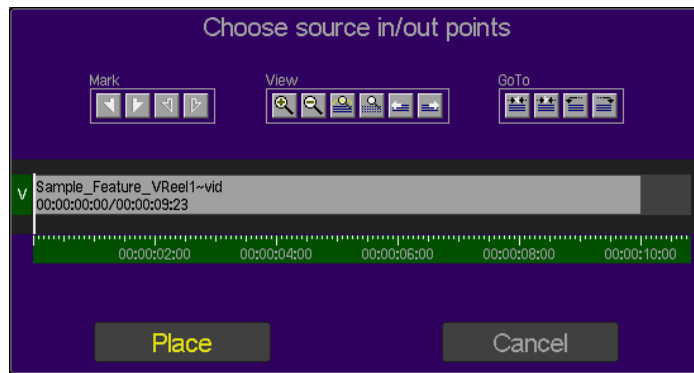 Choose source in/out points
Mark
View
GoTo
V
Sample_Feature_VReel1~vid
00:00:00:00/00:00:09:23
00:00:02:00 00:00:04:00 00:00:06:00 00:00:08:00 00:00:10:00
Place
Cancel